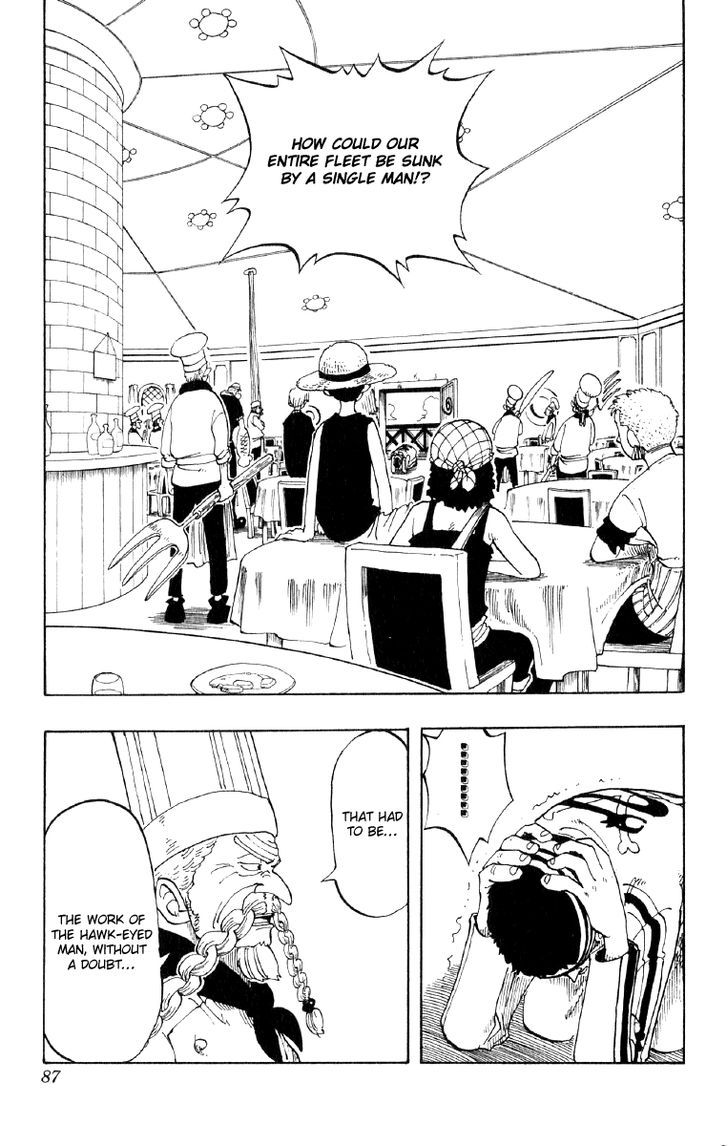 HOW COULD OUR
ENTIRE FLEET BE SUNK
BY A SINGLE MAN!?
THAT HAD
TO BE...
THE WORK OF
THE HAWK-EYED
MAN, WITHOUT
A DOUBT...
87